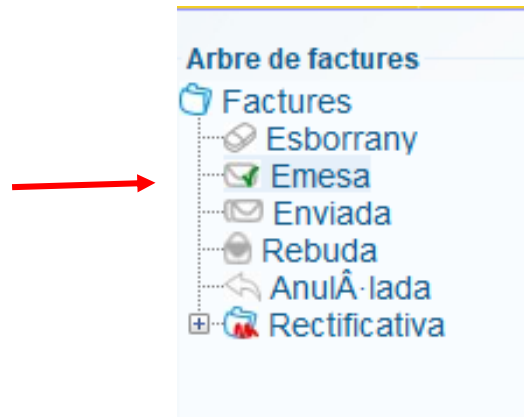 Arbre de factures
Factures
Esborrany
Emesa
Enviada
Rebuda
AnulÂ·lada
Rectificativa